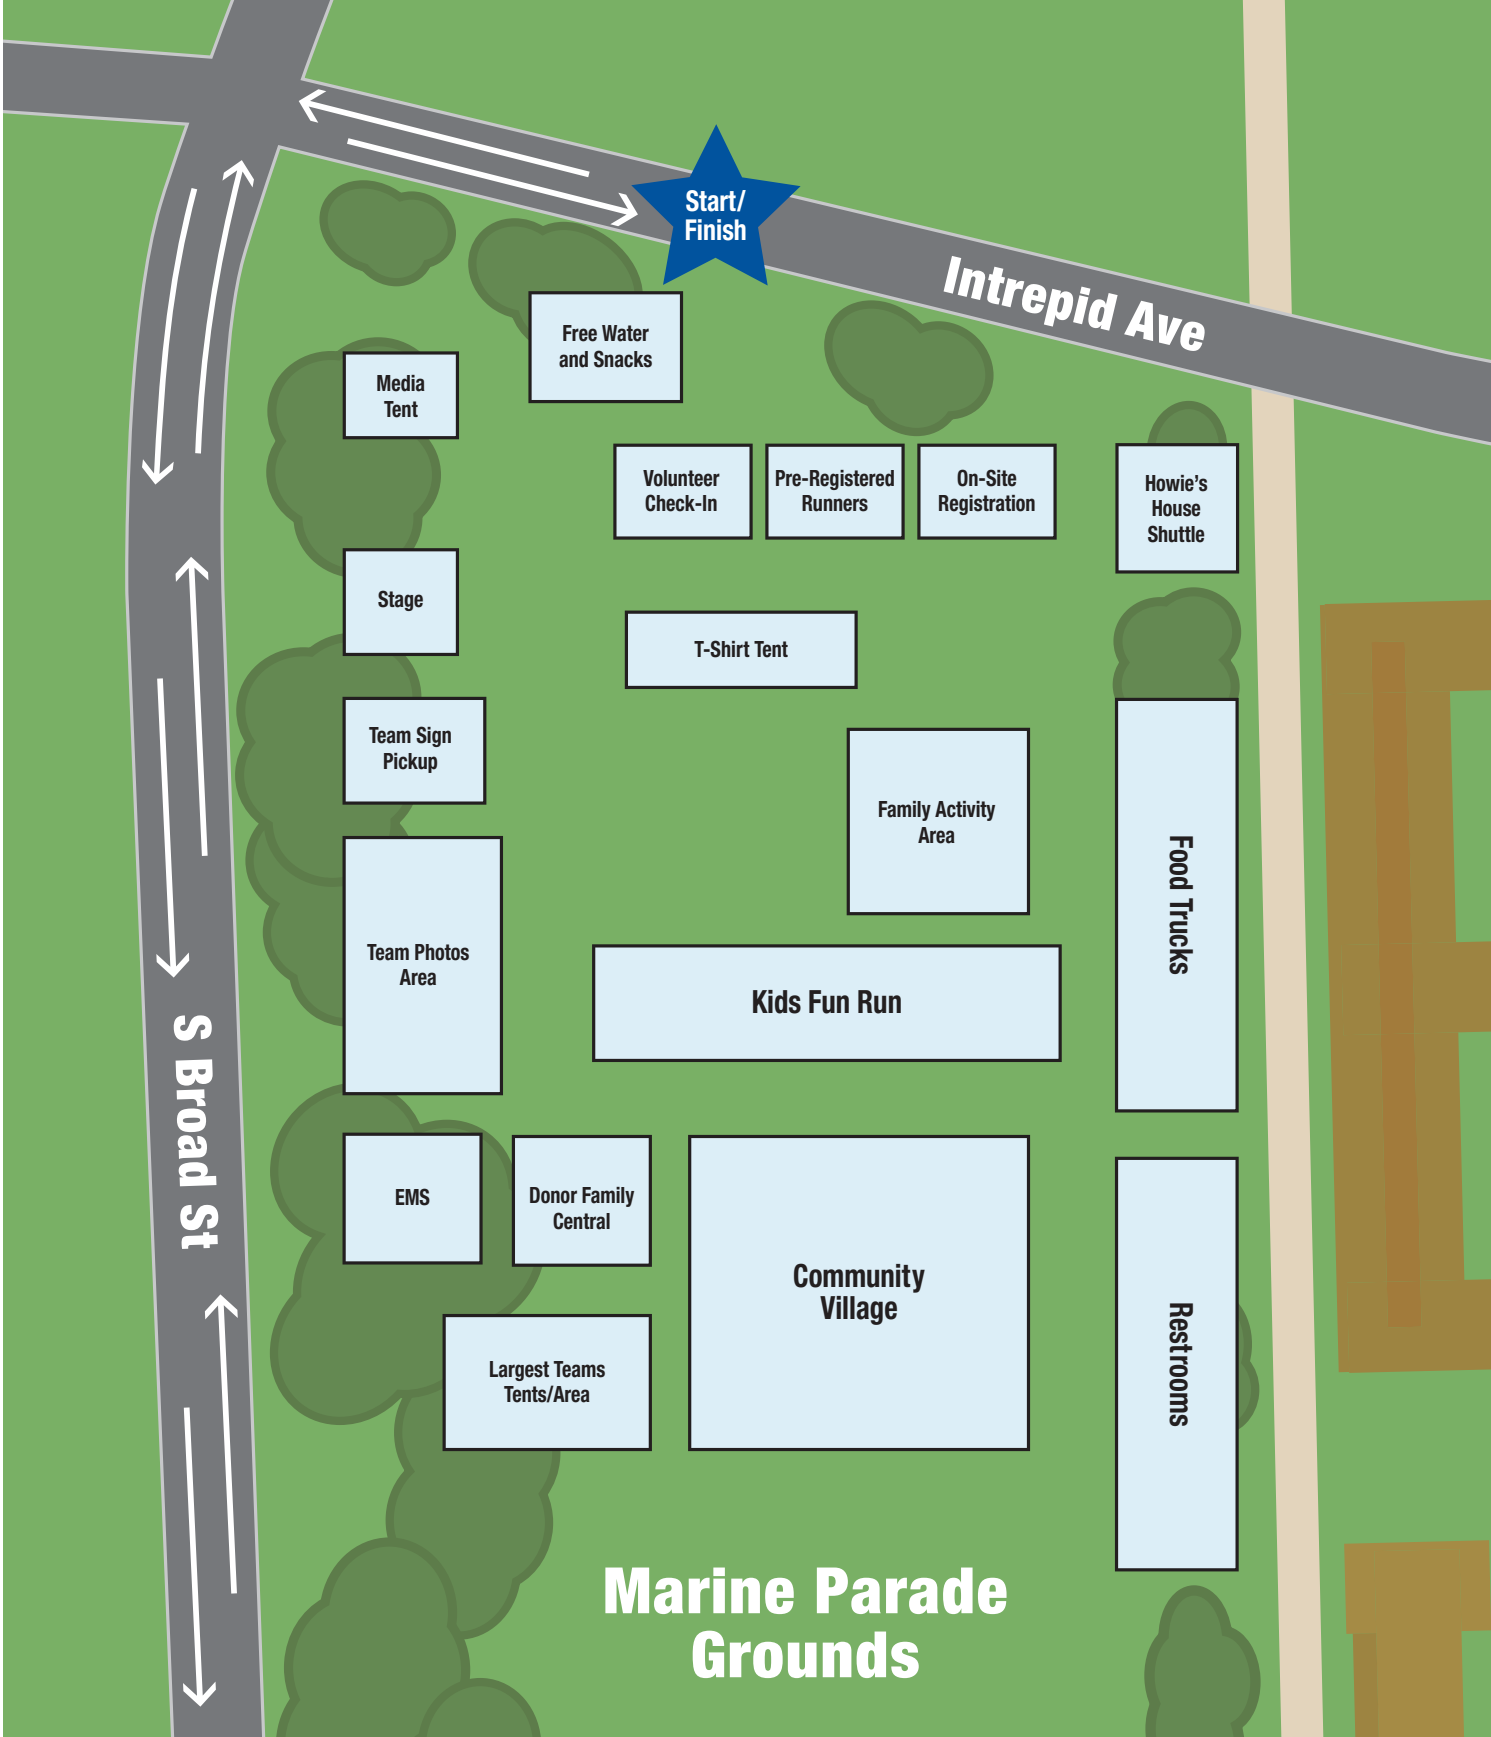 Start/
Finish
Intrepid Ave
Free Water
and Snacks
Media
Tent
Volunteer
Check-In
Pre-Registered
Runners
On-Site
Registration
Howie’s
House
Shuttle
Stage
T-Shirt Tent
Team Sign
Pickup
Family Activity
Area
Food Trucks
Team Photos
Area
Kids Fun Run
S Broad St
EMS
Donor Family
Central
Community
Village
Largest Teams
Tents/Area
Restrooms
Marine Parade
Grounds